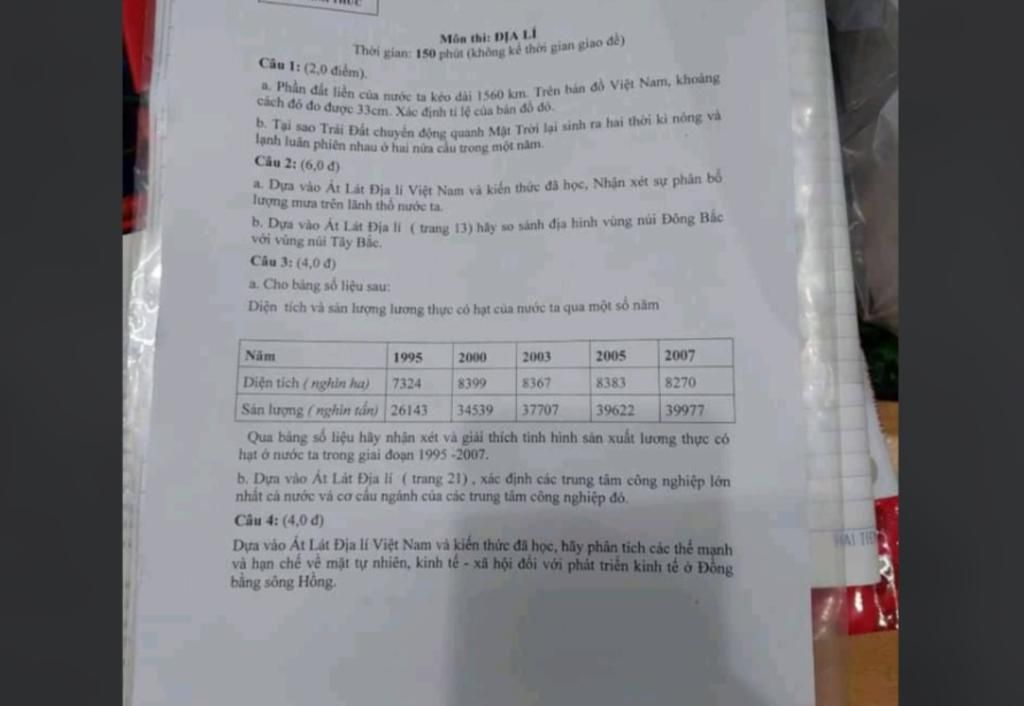 Môn thi: ĐỊA LÍ
Thời gian: 150 phút (không kể thời gian giao đề)
Câu 1: (2,0 điểm).
a. Phần đất liền của nước ta kéo dài 1560 km. Trên bản đồ Việt Nam, khoảng
cách đó đo được 33cm. Xác định tỉ lệ của bản đồ đó.
b. Tại sao Trái Đất chuyển động quanh Mặt Trời lại sinh ra hai thời kì nóng và
lạnh luân phiên nhau ở hai nửa cầu trong một năm.
Câu 2: (6,0 đ)
a. Dựa vào Át Lát Địa lí Việt Nam và kiến thức đã học, Nhận xét sự phân bố
lượng mưa trên lãnh thổ nước ta.
b. Dựa vào Át Lát Địa lí ( trang 13) hãy so sánh địa hình vùng núi Đông Bắc
với vùng núi Tây Bắc.
Câu 3: (4,0 đ)
a. Cho bảng số liệu sau:
Diện tích và sản lượng lương thực có hạt của nước ta qua một số năm
Năm 1995 2000 2003 2005 2007
Diện tích ( nghìn ha) 7324 8399 8367 8383 8270
Sản lượng ( nghìn tấn) 26143 34539 37707 39622 39977
Qua bảng số liệu hãy nhận xét và giải thích tình hình sản xuất lương thực có
hạt ở nước ta trong giai đoạn 1995 -2007.
b. Dựa vào Át Lát Địa lí ( trang 21) , xác định các trung tâm công nghiệp lớn
nhất cả nước và cơ cấu ngành của các trung tâm công nghiệp đó.
Câu 4: (4,0 đ)
Dựa vào Át Lát Địa lí Việt Nam và kiến thức đã học, hãy phân tích các thế mạnh
và hạn chế về mặt tự nhiên, kinh tế - xã hội đối với phát triển kinh tế ở Đồng
bằng sông Hồng.
HẢI TIẾ